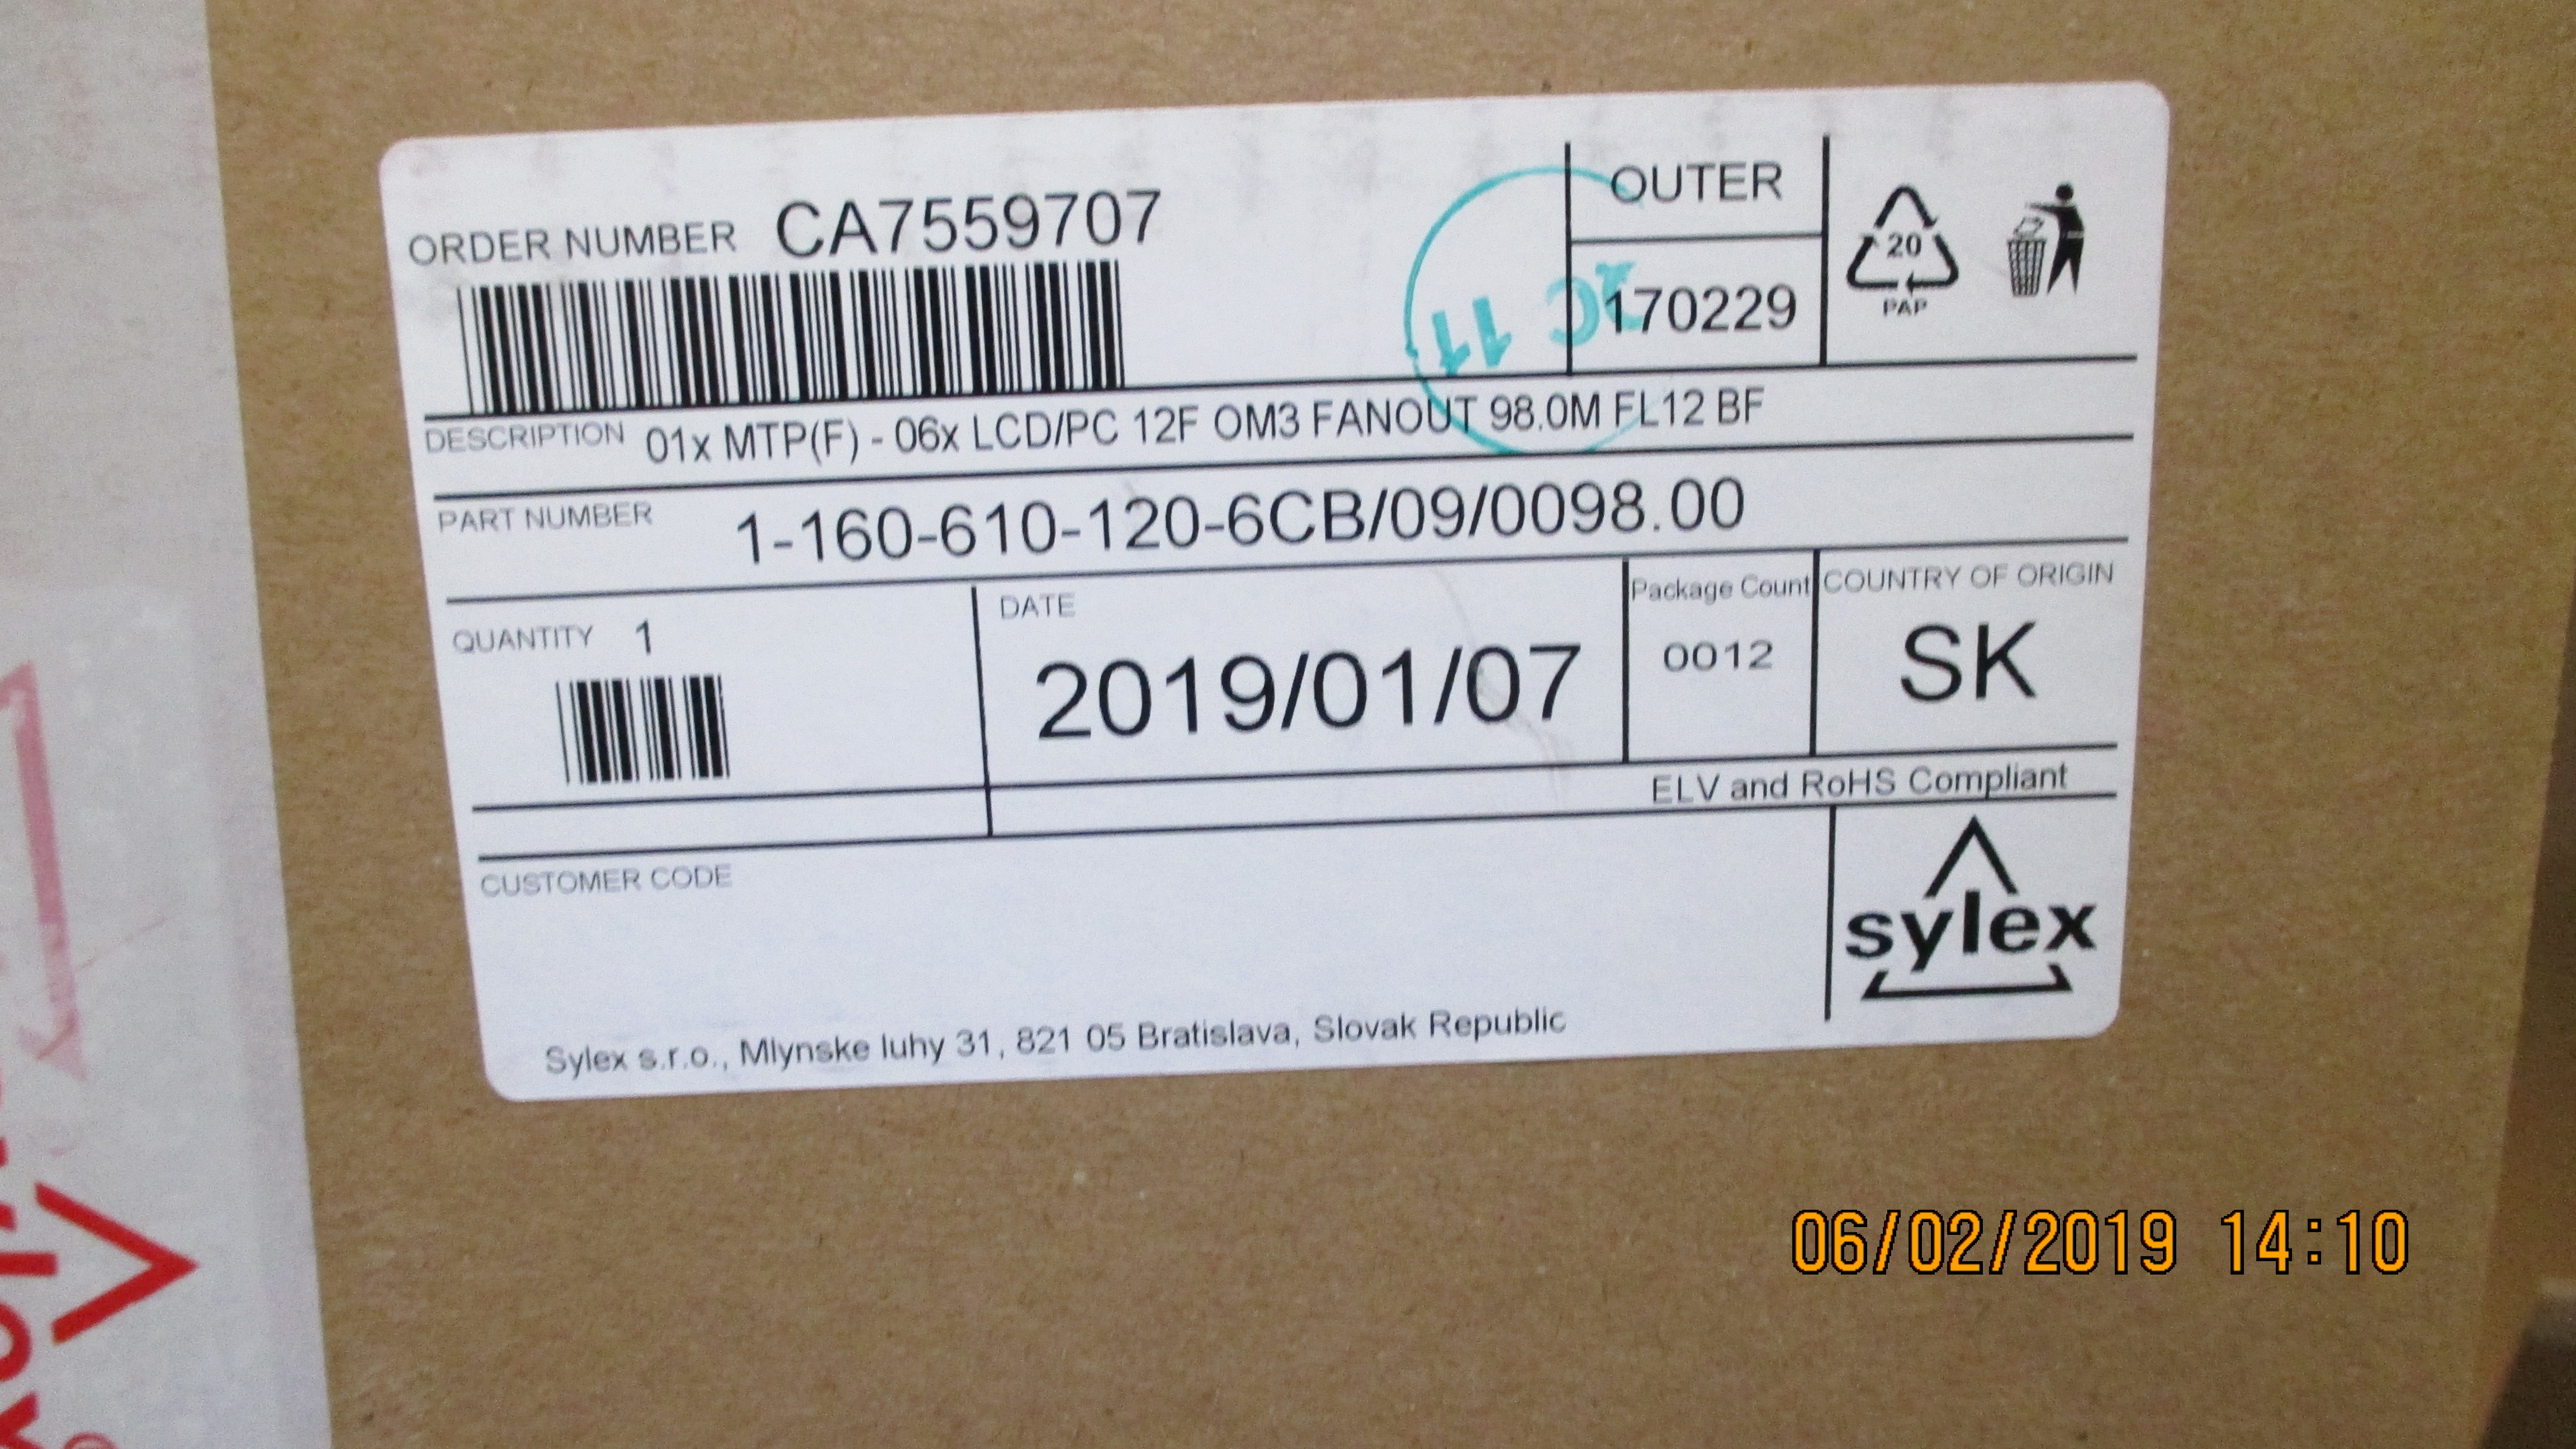 ORDER NUMBER CA7559707
OUTER
170229
20
PAP
DESCRIPTION 01x MTP(F) - 06x LCD/PC 12F OM3 FANOUT 98.0M FL12 BF
PART NUMBER 1-160-610-120-6CB/09/0098.00
QUANTITY 1
DATE
2019/01/07
Package Count
0012
COUNTRY OF ORIGIN
SK
ELV and RoHS Compliant
CUSTOMER CODE
sylex
Sylex s.r.o., Mlynske luhy 31, 821 05 Bratislava, Slovak Republic
06/02/2019 14:10